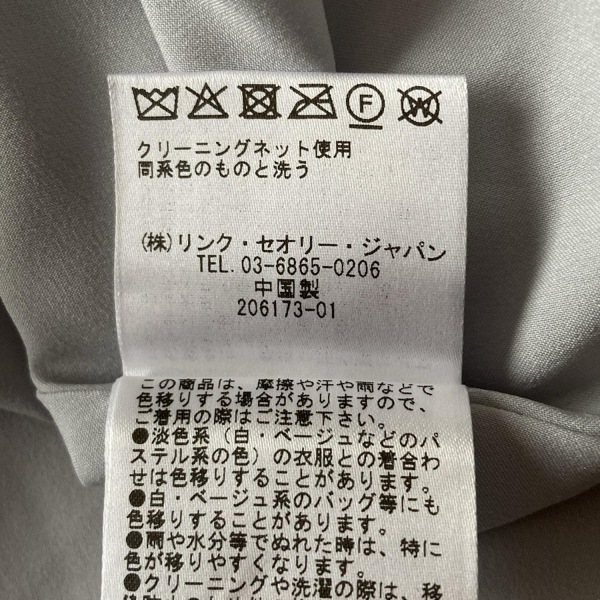 F W
クリーニングネット使用
同系色のものと洗う
(株)リンク・セオリー・ジャパン
TEL.03-6865-0206
中国製
206173-01
この商品は、摩擦や汗や雨などで
色移りする場合がありますので、
ご着用の際はご注意下さい。
●淡色系(白・ベージュなどのパ
ステル系の色)の衣服との着合わ
せは色移りすることがあります。
●白・ベージュ系のバッグ等にも
色移りすることがあります。
●雨や水分等でぬれた時は、特に
色が移りやすくなります。
●クリーニングや洗濯の際は、移